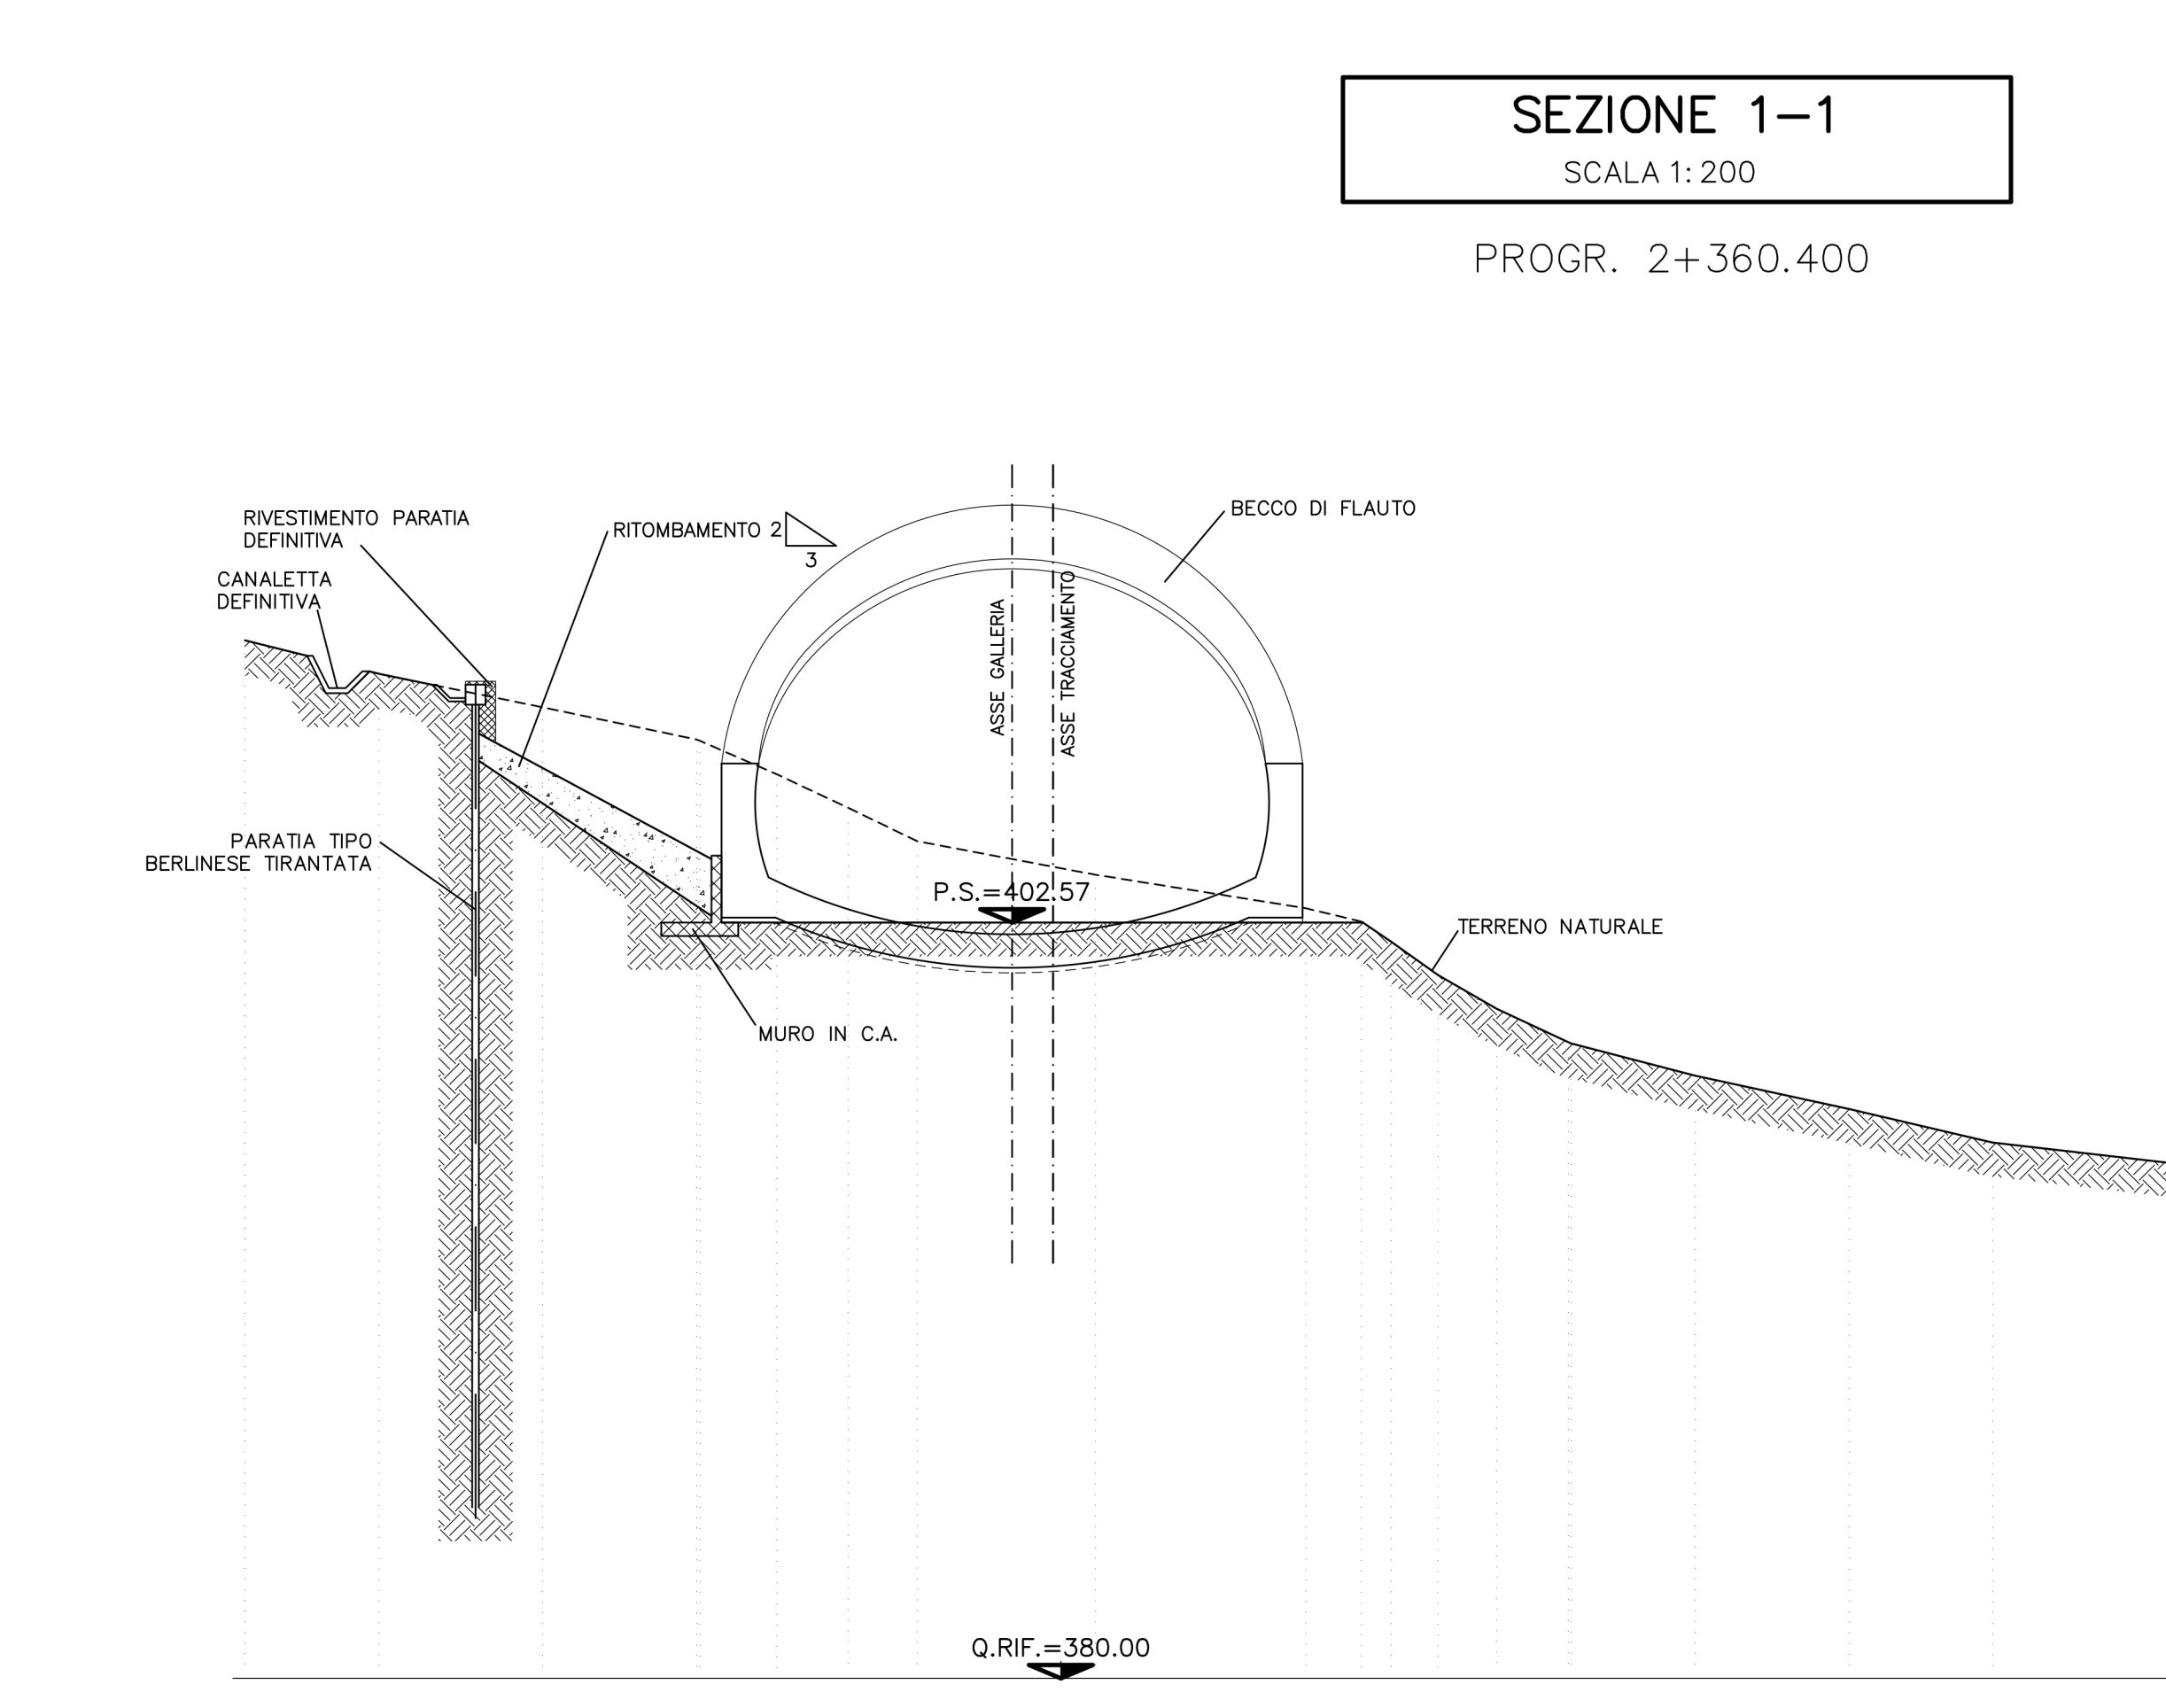 SEZIONE 1-1
SCALA 1:200
PROGR. 2+360.400
RIVESTIMENTO PARATIA
DEFINITIVA
CANALETTA
DEFINITIVA
RITOMBAMENTO 2
3
BECCO DI FLAUTO
ASSE GALLERIA
ASSE TRACCIAMENTO
PARATIA TIPO
BERLINESE TIRANTATA
P.S.=402.57
TERRENO NATURALE
MURO IN C.A.
Q.RIF.=380.00